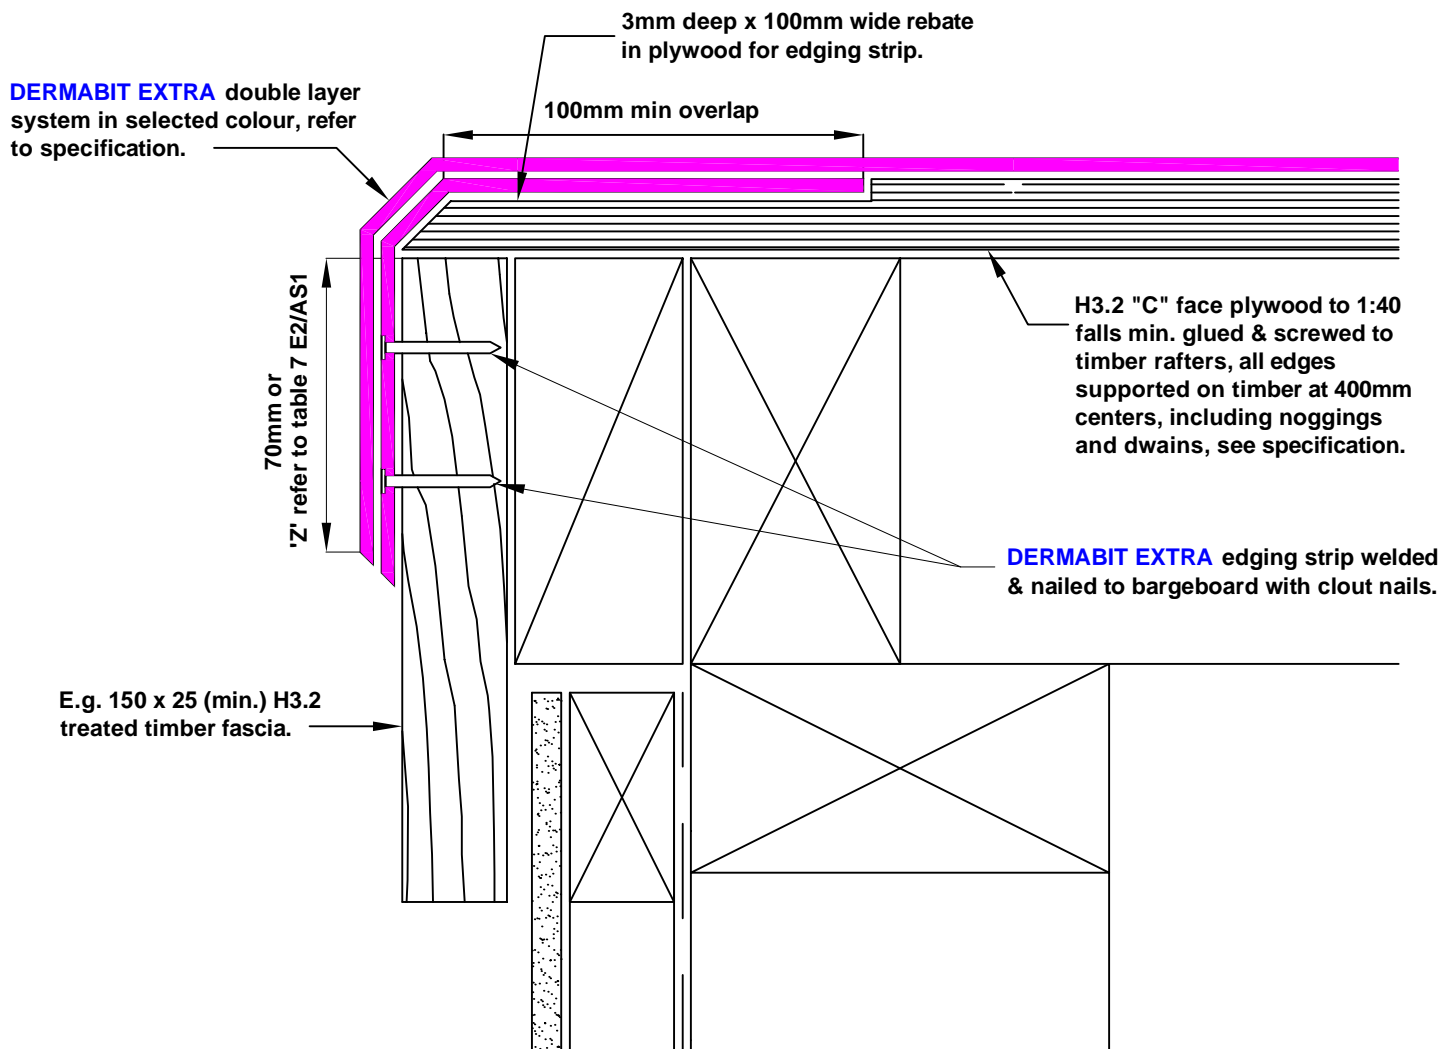 3mm deep x 100mm wide rebate
in plywood for edging strip.
DERMABIT EXTRA double layer
system in selected colour, refer
to specification.
100mm min overlap
70mm or
'Z' refer to table 7 E2/AS1
H3.2 "C" face plywood to 1:40
falls min. glued & screwed to
timber rafters, all edges
supported on timber at 400mm
centers, including noggings
and dwains, see specification.
DERMABIT EXTRA edging strip welded
& nailed to bargeboard with clout nails.
E.g. 150 x 25 (min.) H3.2
treated timber fascia.